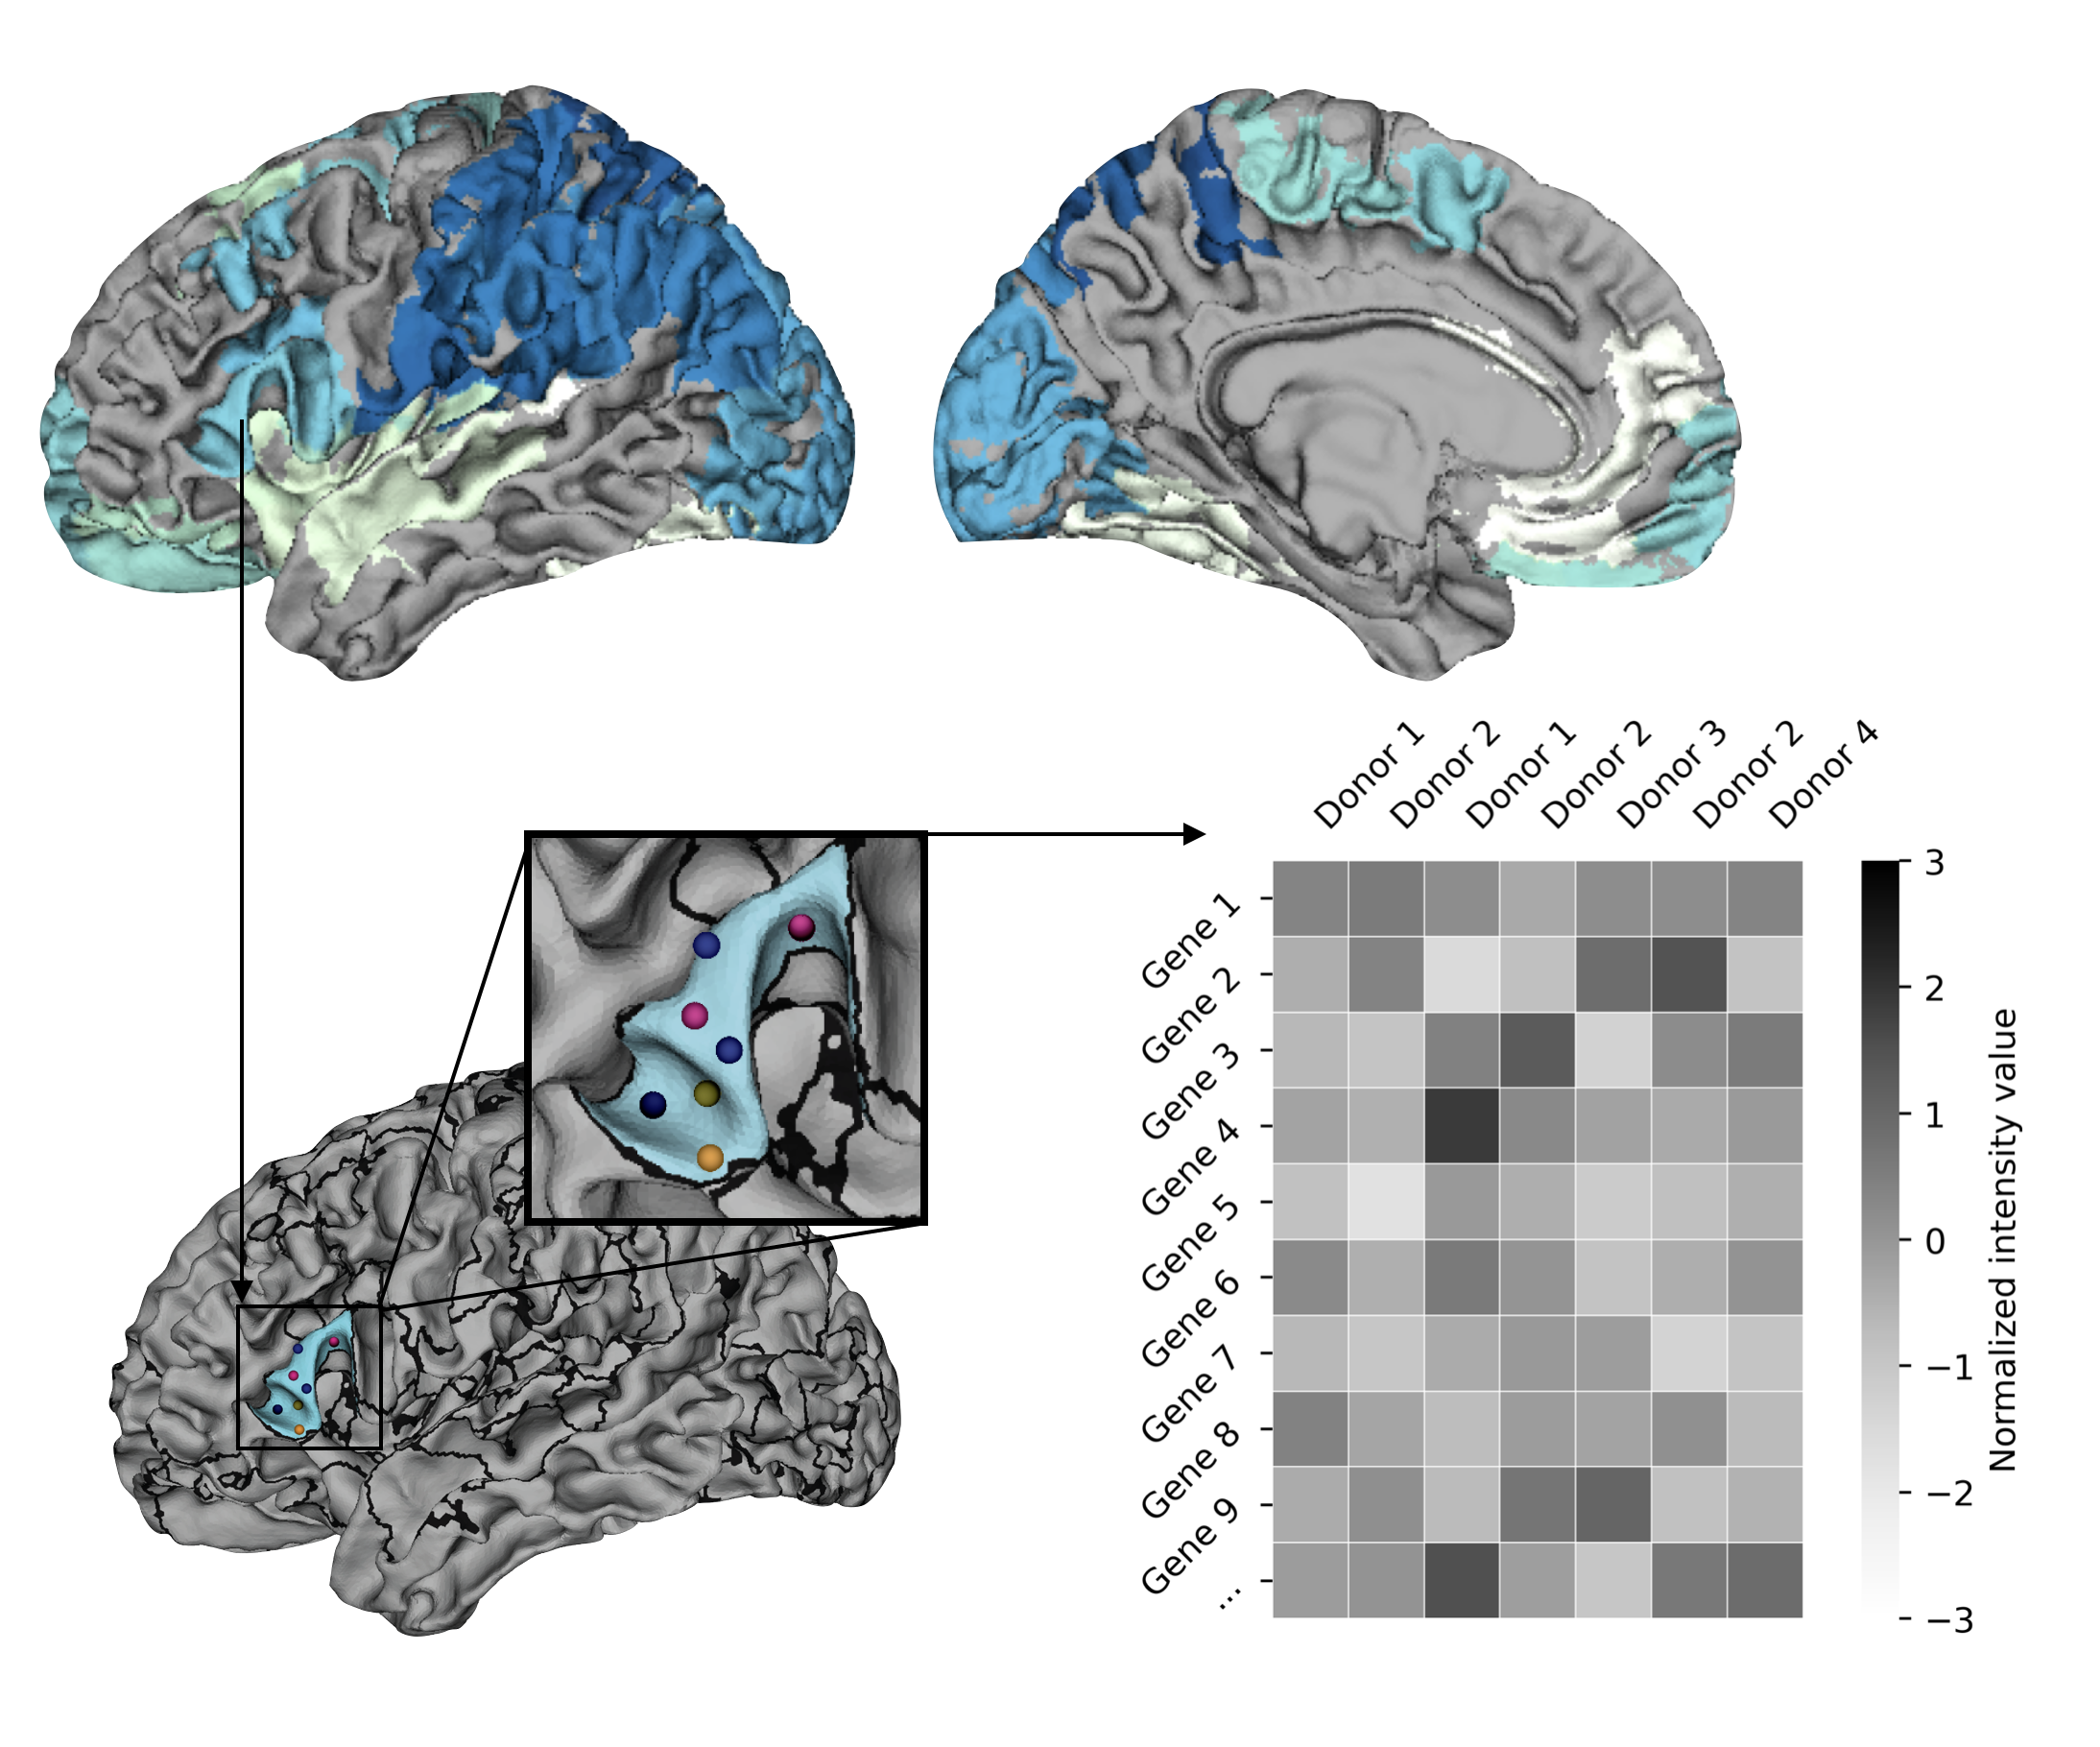 Donor 1
Donor 2
Donor 1
Donor 2
Donor 3
Donor 2
Donor 4
Gene 1
Gene 2
Gene 3
Gene 4
Gene 5
Gene 6
Gene 7
Gene 8
Gene 9
...
3
2
1
0
−1
−2
−3
Normalized intensity value